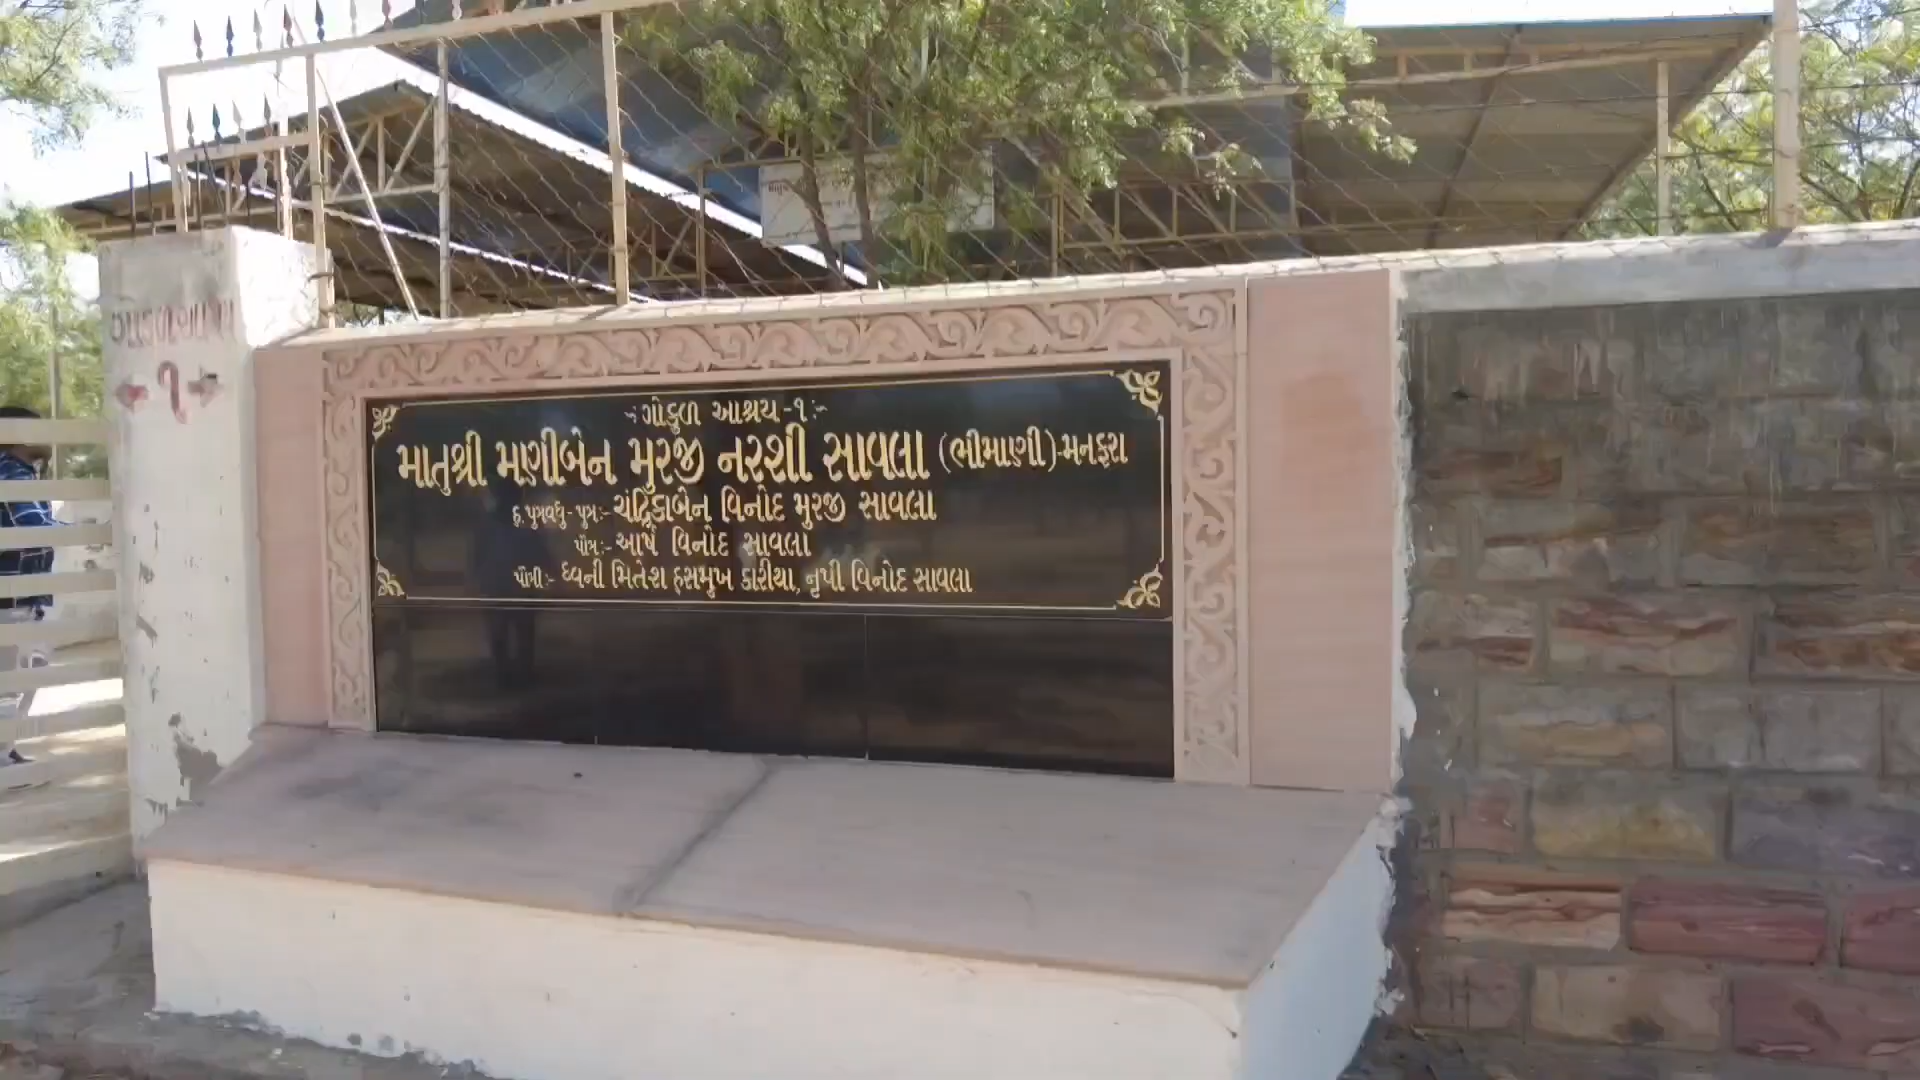 -: ગોકુળ આશ્રય-૧ :-
માતુશ્રી મણીબેન મુરજી નરશી સાવલા (ભીમાણી)-મનફરા
હ. પુત્રવધુ-પુત્ર:- ચંદ્રિકાબેન વિનોદ મુરજી સાવલા
પૌત્ર:- આર્ષ વિનોદ સાવલા
પૌત્રી:- ધ્વની મિતેશ હસમુખ કારીયા, નૃપી વિનોદ સાવલા
૧